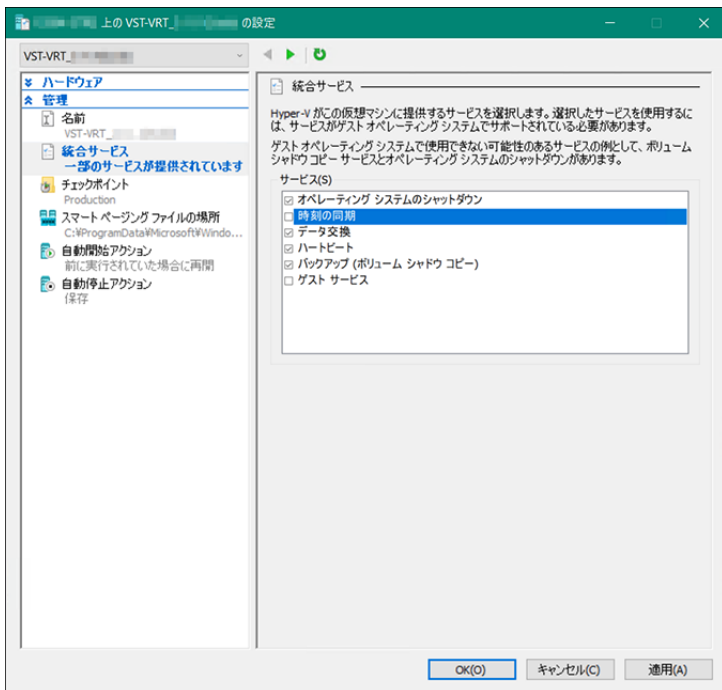 上の VST-VRT_ の設定
VST-VRT_
ハードウェア
管理
名前
VST-VRT_
統合サービス
一部のサービスが提供されています
チェックポイント
Production
スマート ページング ファイルの場所
C:¥ProgramData¥Microsoft¥Windo...
自動開始アクション
前に実行されていた場合に再開
自動停止アクション
保存
統合サービス
Hyper-V がこの仮想マシンに提供するサービスを選択します。選択したサービスを使用するに
は、サービスがゲスト オペレーティング システムでサポートされている必要があります。
ゲスト オペレーティング システムで使用できない可能性のあるサービスの例として、ボリューム
シャドウ コピー サービスとオペレーティング システムのシャットダウンがあります。
サービス(S)
オペレーティング システムのシャットダウン
時刻の同期
データ交換
ハートビート
バックアップ (ボリューム シャドウ コピー)
ゲスト サービス
OK(O)
キャンセル(C)
適用(A)